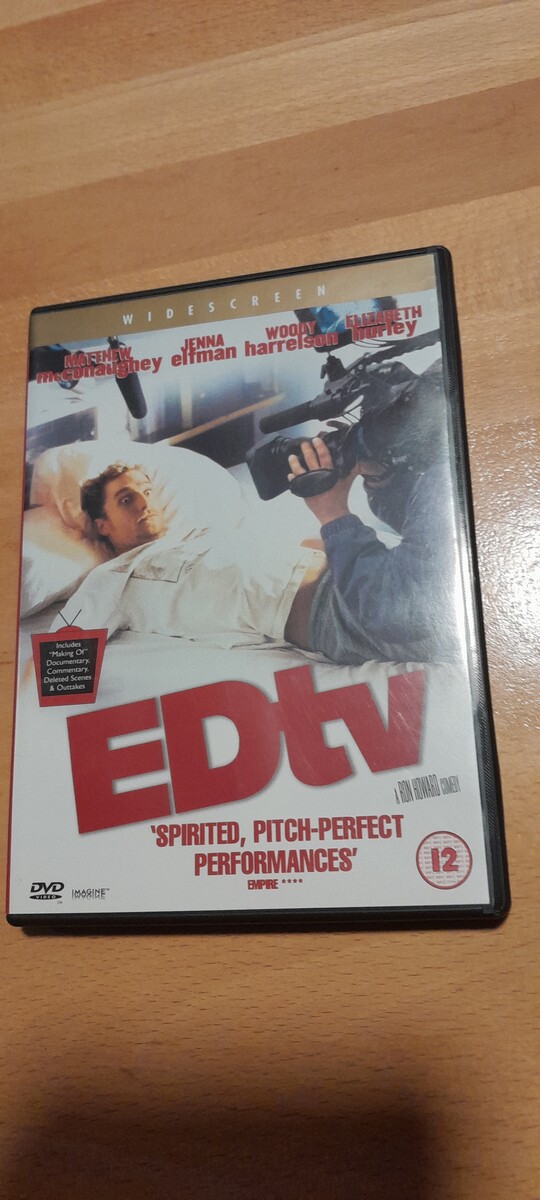 WIDESCREEN
MATTHEW McConaughey
JENNA elfman
WOODY harrelson
ELIZABETH hurley
Includes
"Making Of"
Documentary,
Commentary,
Deleted Scenes
& Outtakes
EDtv
A RON HOWARD COMEDY
'SPIRITED, PITCH-PERFECT
PERFORMANCES'
EMPIRE ****
12
DVD
VIDEO
IMAGINE™